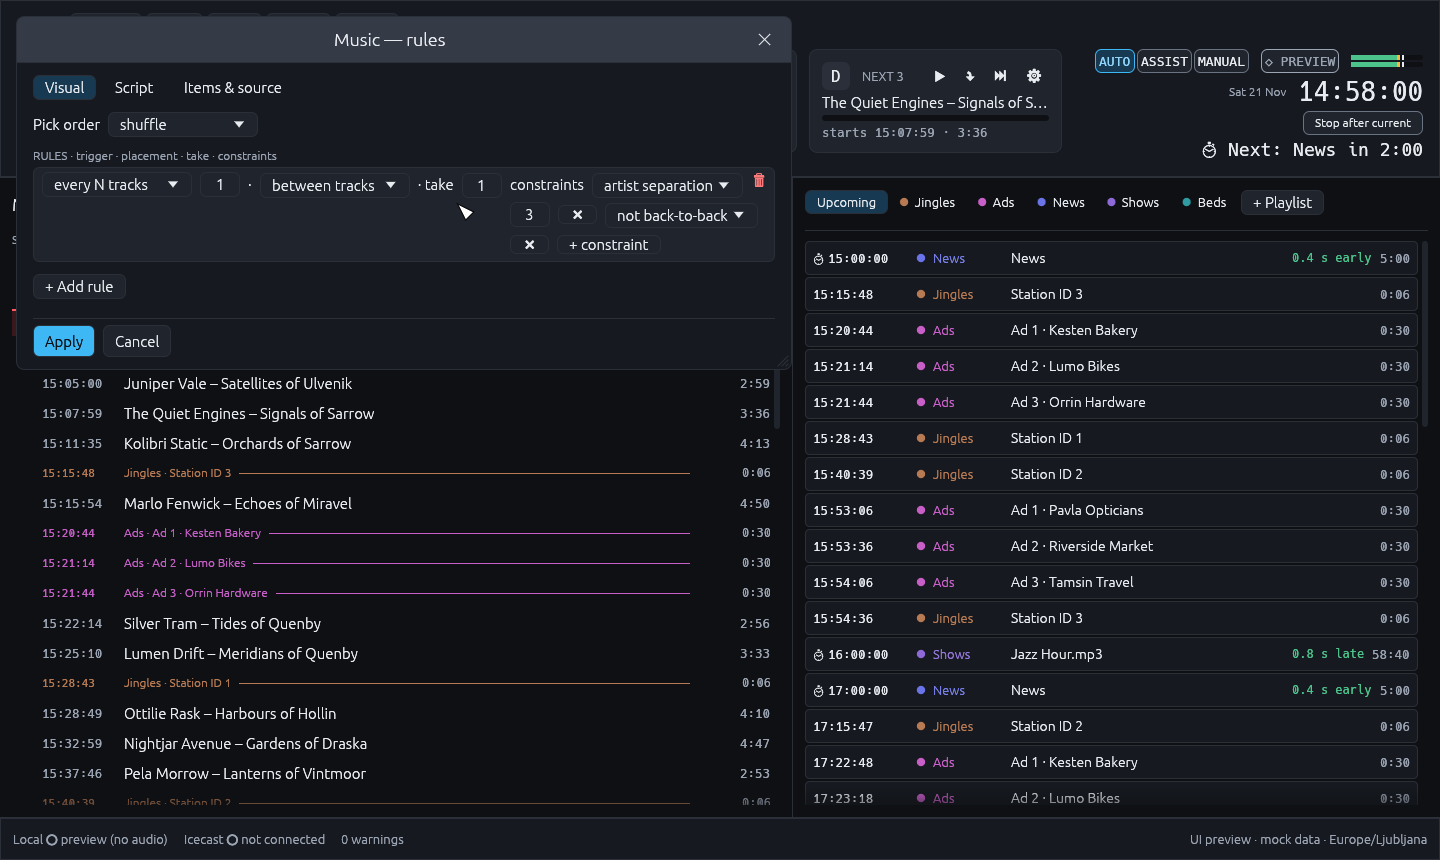 Music — rules
Visual Script Items & source
Pick order shuffle
RULES · trigger · placement · take · constraints
every N tracks 1 · between tracks · take 1 constraints artist separation
3 × not back-to-back
× + constraint
+ Add rule
Apply Cancel
D NEXT 3
The Quiet Engines – Signals of S…
starts 15:07:59 · 3:36
AUTO ASSIST MANUAL ◇ PREVIEW
Sat 21 Nov 14:58:00
Stop after current
Next: News in 2:00
15:05:00 Juniper Vale – Satellites of Ulvenik 2:59
15:07:59 The Quiet Engines – Signals of Sarrow 3:36
15:11:35 Kolibri Static – Orchards of Sarrow 4:13
15:15:48 Jingles · Station ID 3 0:06
15:15:54 Marlo Fenwick – Echoes of Miravel 4:50
15:20:44 Ads · Ad 1 · Kesten Bakery 0:30
15:21:14 Ads · Ad 2 · Lumo Bikes 0:30
15:21:44 Ads · Ad 3 · Orrin Hardware 0:30
15:22:14 Silver Tram – Tides of Quenby 2:56
15:25:10 Lumen Drift – Meridians of Quenby 3:33
15:28:43 Jingles · Station ID 1 0:06
15:28:49 Ottilie Rask – Harbours of Hollin 4:10
15:32:59 Nightjar Avenue – Gardens of Draska 4:47
15:37:46 Pela Morrow – Lanterns of Vintmoor 2:53
15:40:39 Jingles · Station ID 2 0:06
Upcoming Jingles Ads News Shows Beds + Playlist
15:00:00 News News 0.4 s early 5:00
15:15:48 Jingles Station ID 3 0:06
15:20:44 Ads Ad 1 · Kesten Bakery 0:30
15:21:14 Ads Ad 2 · Lumo Bikes 0:30
15:21:44 Ads Ad 3 · Orrin Hardware 0:30
15:28:43 Jingles Station ID 1 0:06
15:40:39 Jingles Station ID 2 0:06
15:53:06 Ads Ad 1 · Pavla Opticians 0:30
15:53:36 Ads Ad 2 · Riverside Market 0:30
15:54:06 Ads Ad 3 · Tamsin Travel 0:30
15:54:36 Jingles Station ID 3 0:06
16:00:00 Shows Jazz Hour.mp3 0.8 s late 58:40
17:00:00 News News 0.4 s early 5:00
17:15:47 Jingles Station ID 2 0:06
17:22:48 Ads Ad 1 · Kesten Bakery 0:30
17:23:18 Ads Ad 2 · Lumo Bikes 0:30
Local preview (no audio) Icecast not connected 0 warnings
UI preview · mock data · Europe/Ljubljana